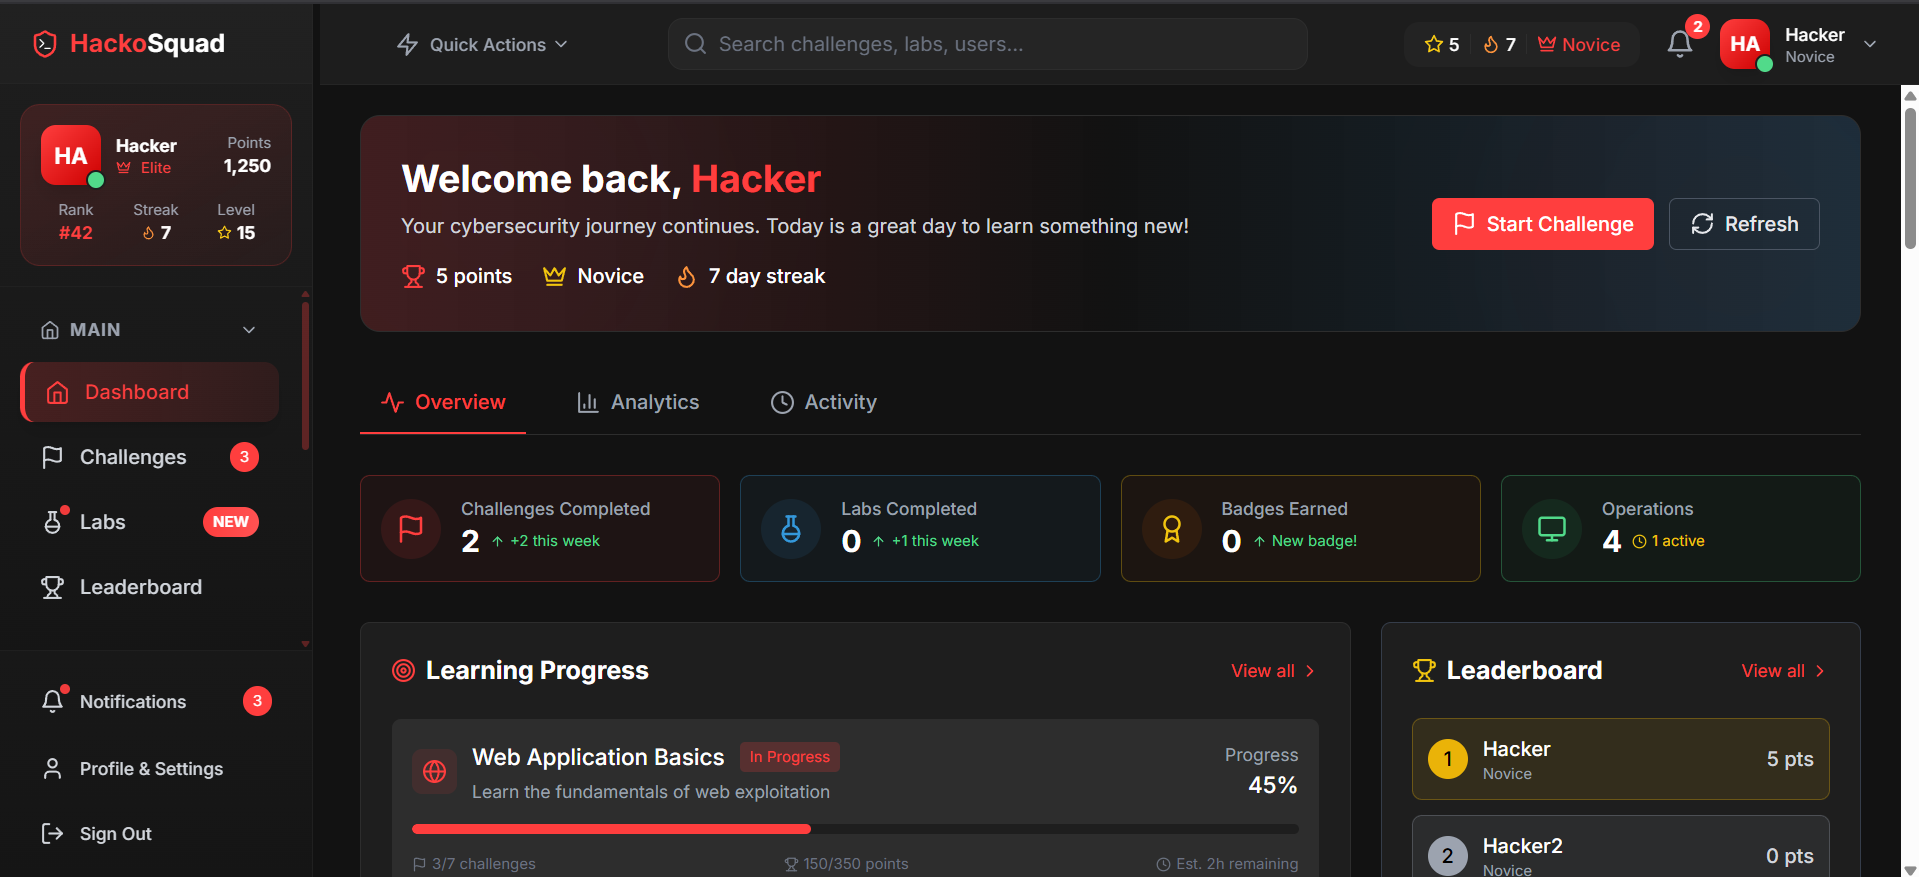 HackoSquad
Quick Actions
Search challenges, labs, users...
5 7 Novice
2
HA
Hacker
Novice
HA
Hacker
Elite
Points
1,250
Rank Streak Level
#42 7 15
MAIN
Dashboard
Challenges 3
Labs NEW
Leaderboard
Notifications 3
Profile & Settings
Sign Out
Welcome back, Hacker
Your cybersecurity journey continues. Today is a great day to learn something new!
5 points Novice 7 day streak
Start Challenge
Refresh
Overview Analytics Activity
Challenges Completed
2 +2 this week
Labs Completed
0 +1 this week
Badges Earned
0 New badge!
Operations
4 1 active
Learning Progress View all
Web Application Basics In Progress
Learn the fundamentals of web exploitation
Progress
45%
3/7 challenges 150/350 points Est. 2h remaining
Leaderboard View all
1 Hacker
Novice
5 pts
2 Hacker2
Novice
0 pts